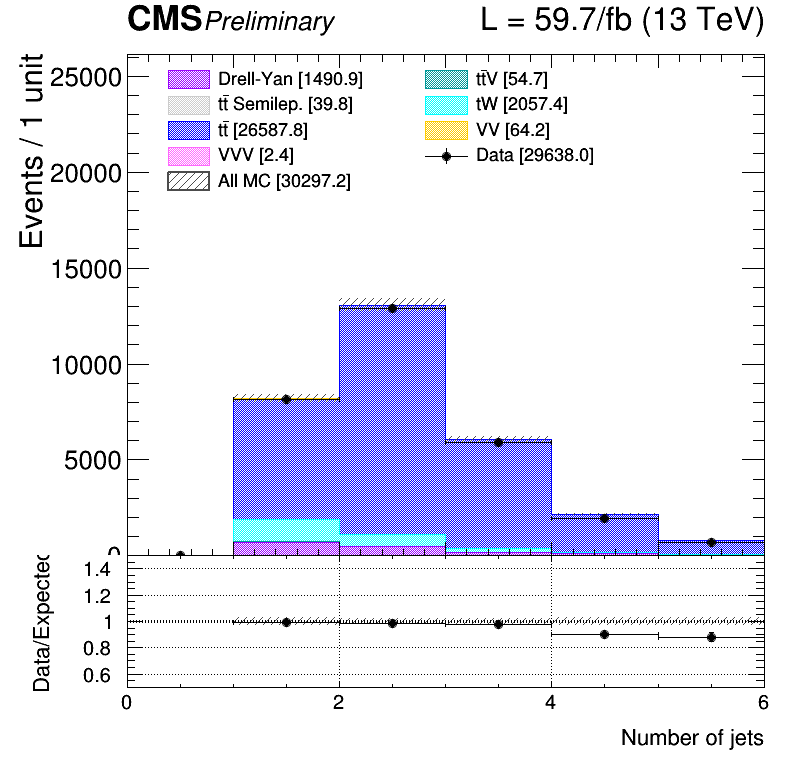 CMS Preliminary L = 59.7/fb (13 TeV)
Events / 1 unit
25000
20000
15000
10000
5000
0
Drell-Yan [1490.9]
tt̄ Semilep. [39.8]
tt̄ [26587.8]
VVV [2.4]
All MC [30297.2]
tt̄V [54.7]
tW [2057.4]
VV [64.2]
Data [29638.0]
Data/Expected
1.4
1.2
1
0.8
0.6
0 2 4 6
Number of jets